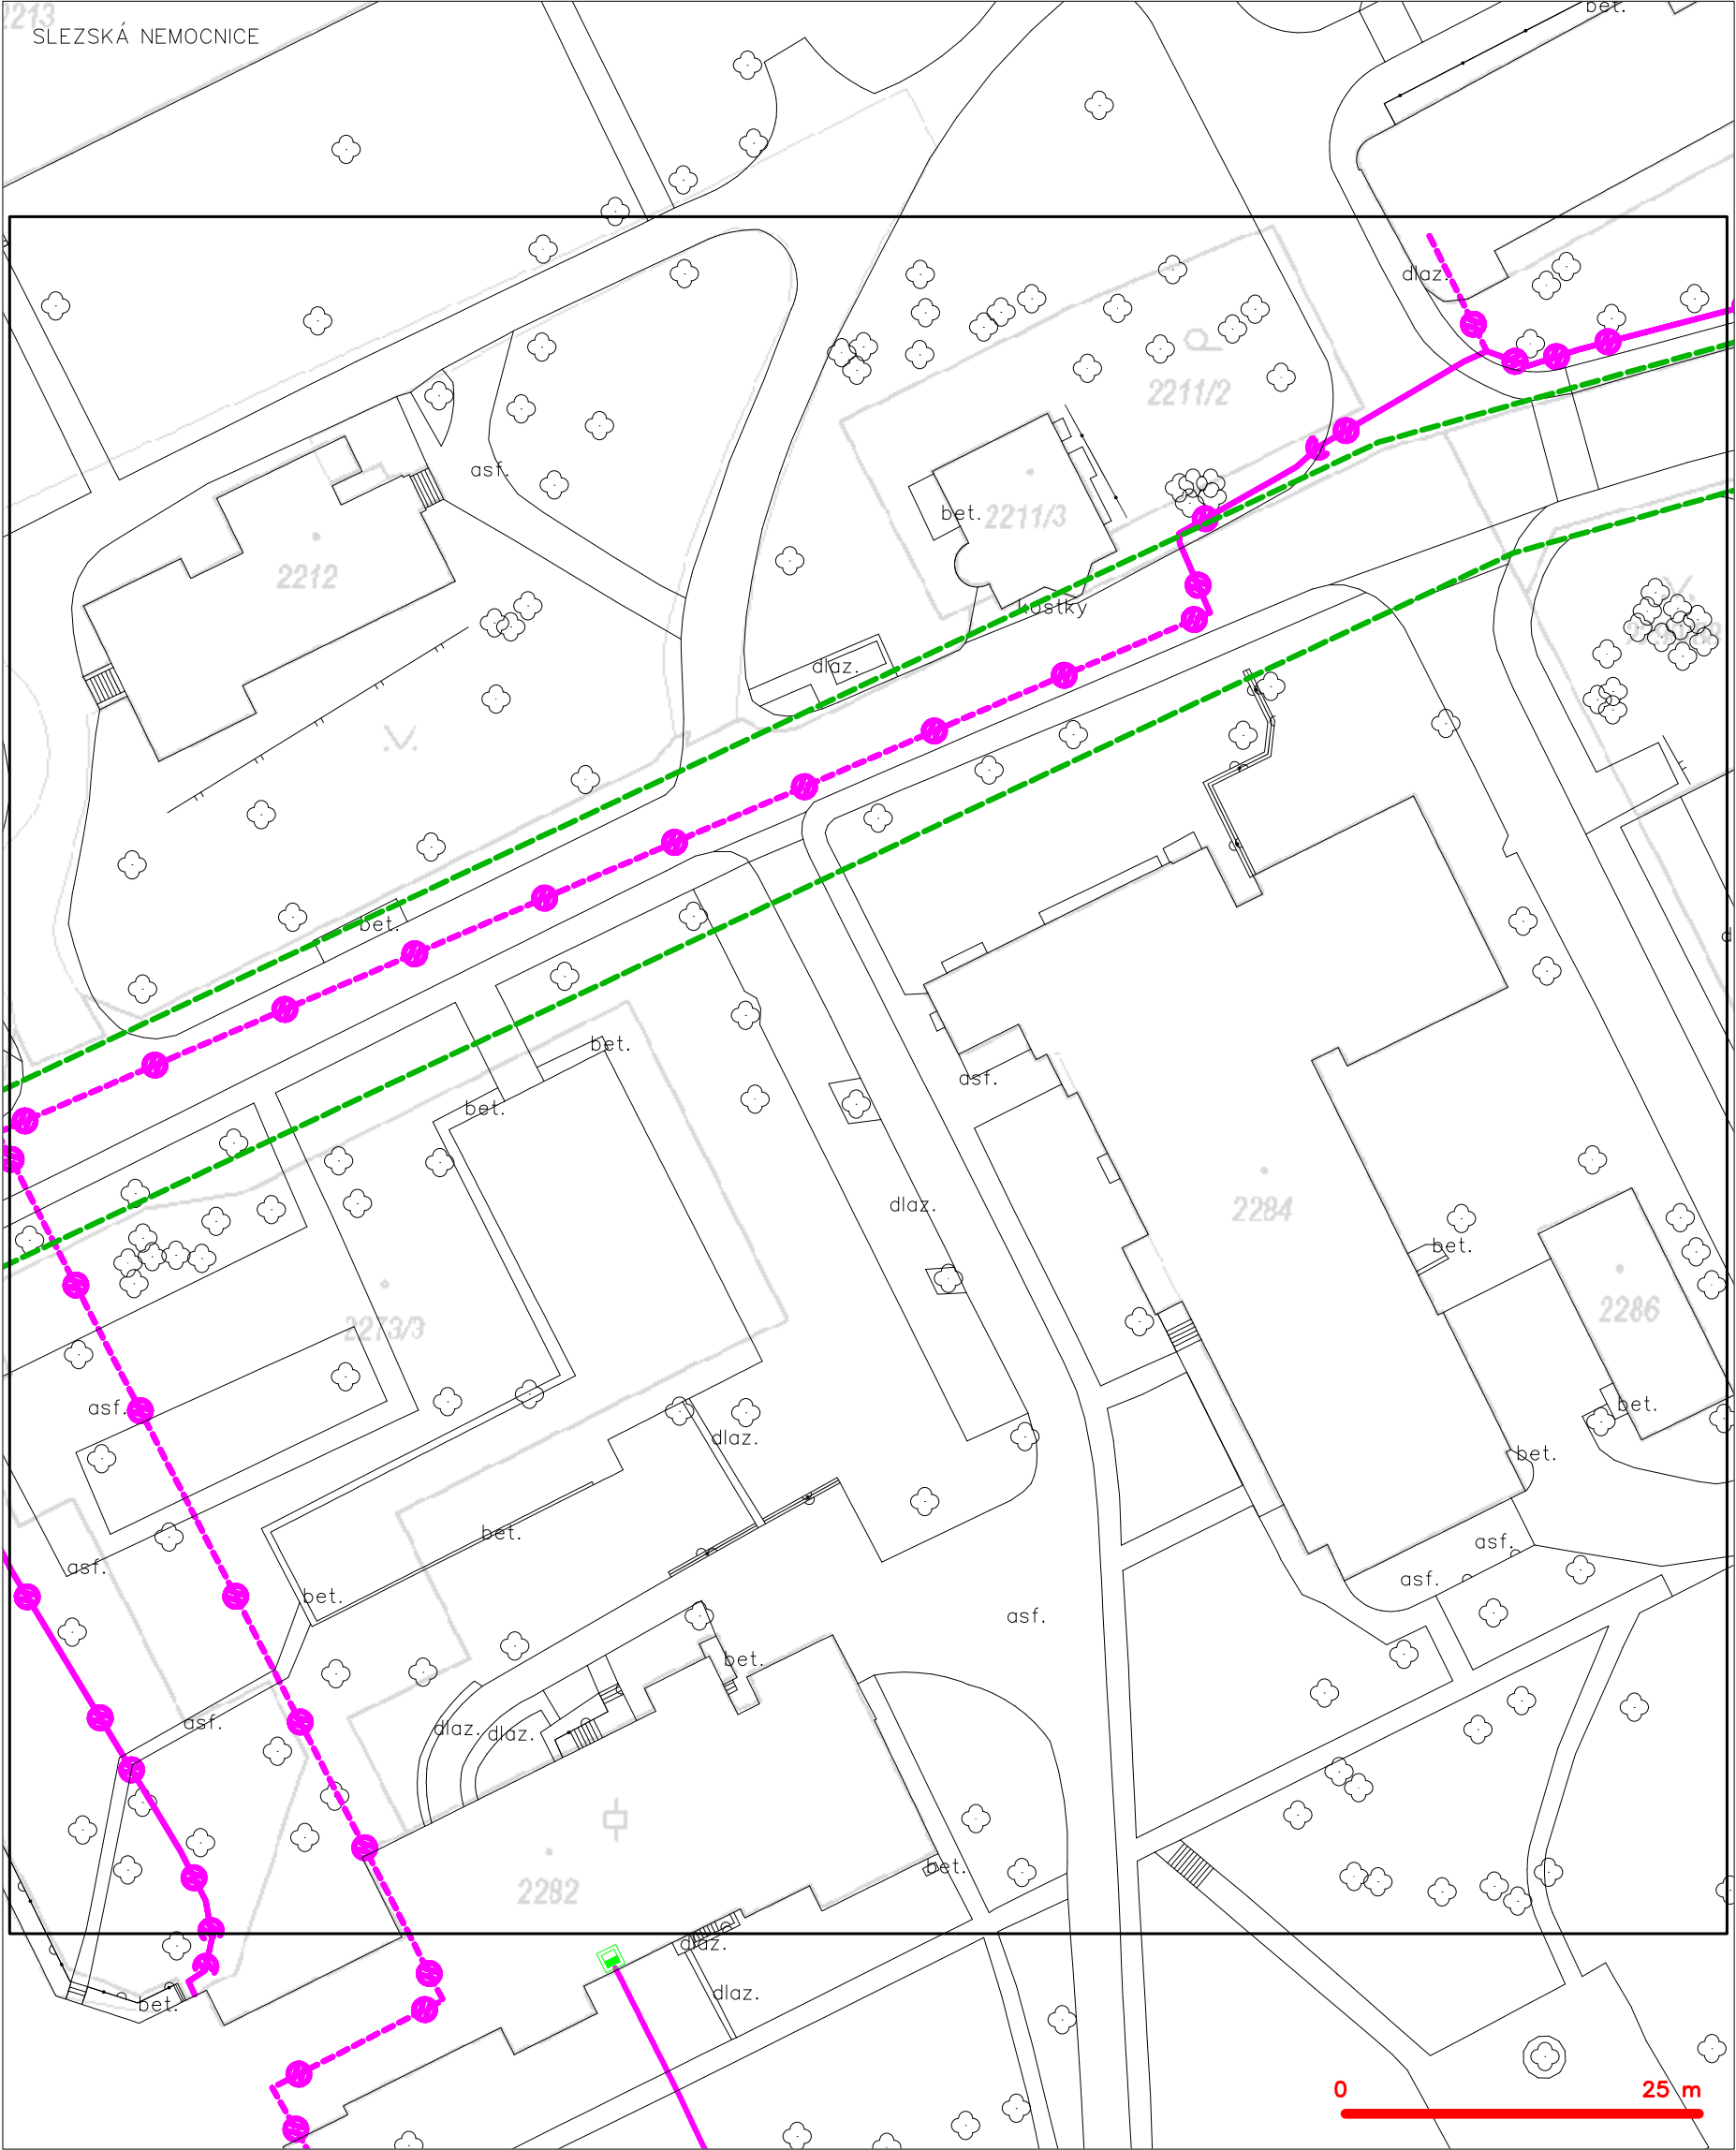 2213
bet.
SLEZSKÁ NEMOCNICE
dlaz.
2211/2
asf.
bet.
2211/3
2212
kostky
dlaz.
bet.
bet.
asf.
bet.
dlaz.
2284
bet.
2273/3
2286
asf.
bet.
dlaz.
bet.
bet.
asf.
asf.
asf.
bet.
asf.
bet.
asf.
dlaz.
dlaz.
bet.
2282
dlaz.
dlaz.
bet.
0 25 m